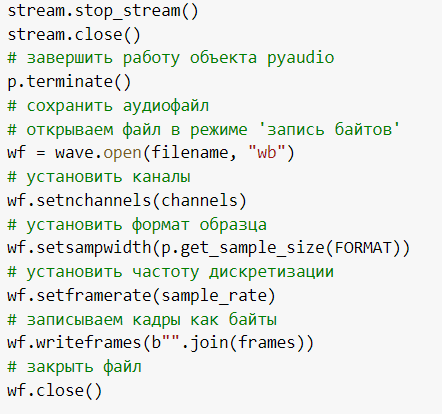 stream.stop_stream()
stream.close()
# завершить работу объекта pyaudio
p.terminate()
# сохранить аудиофайл
# открываем файл в режиме 'запись байтов'
wf = wave.open(filename, "wb")
# установить каналы
wf.setnchannels(channels)
# установить формат образца
wf.setsampwidth(p.get_sample_size(FORMAT))
# установить частоту дискретизации
wf.setframerate(sample_rate)
# записываем кадры как байты
wf.writeframes(b"".join(frames))
# закрыть файл
wf.close()